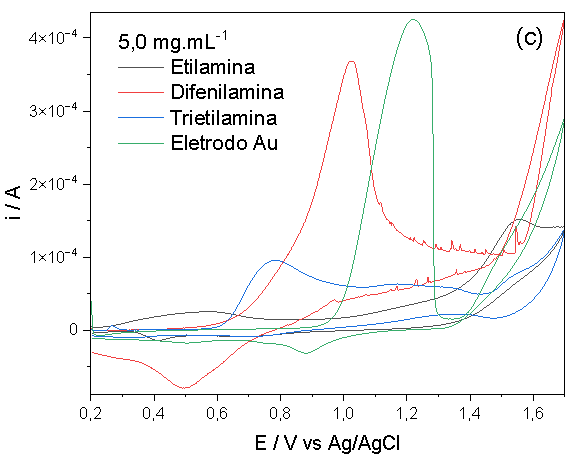 (c)
5,0 mg.mL⁻¹
Etilamina
Difenilamina
Trietilamina
Eletrodo Au
i / A
4×10⁻⁴
3×10⁻⁴
2×10⁻⁴
1×10⁻⁴
0
0,2 0,4 0,6 0,8 1,0 1,2 1,4 1,6
E / V vs Ag/AgCl